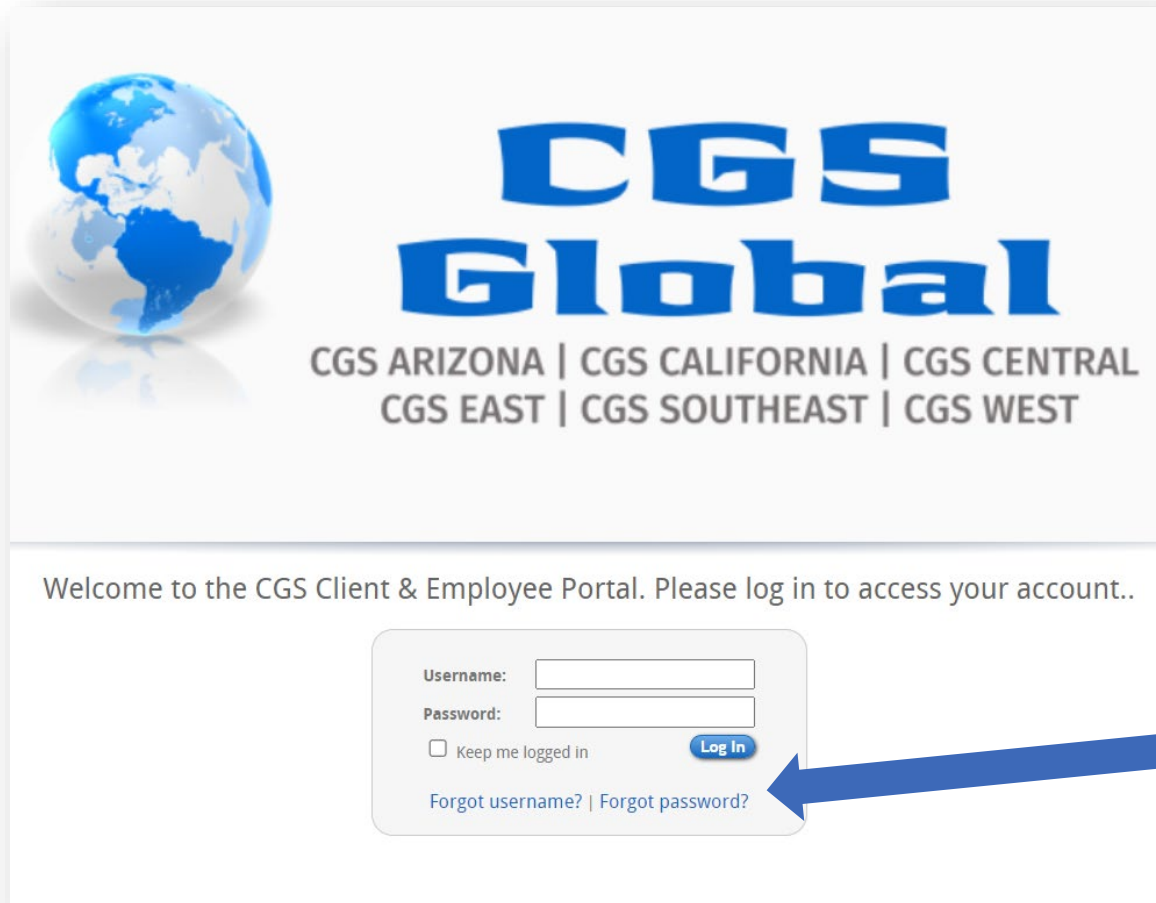 CGS
Global
CGS ARIZONA | CGS CALIFORNIA | CGS CENTRAL
CGS EAST | CGS SOUTHEAST | CGS WEST
Welcome to the CGS Client & Employee Portal. Please log in to access your account..
Username:
Password:
Keep me logged in Log In
Forgot username? | Forgot password?